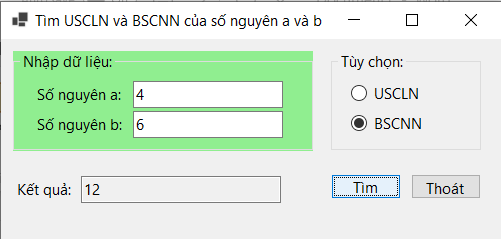 Tìm USCLN và BSCNN của số nguyên a và b
Nhập dữ liệu:
Số nguyên a: 4
Số nguyên b: 6
Tùy chọn:
USCLN
BSCNN
Kết quả: 12
Tìm
Thoát